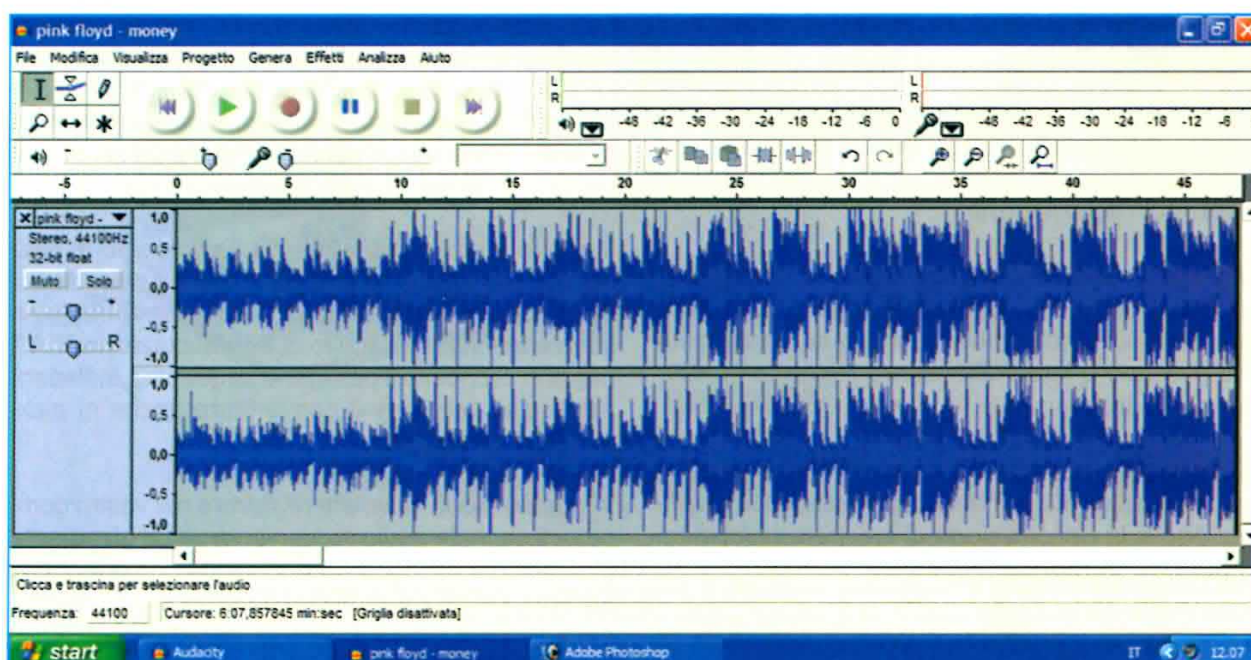 pink floyd - money
File Modifica Visualizza Progetto Genera Effetti Analizza Aiuto
L
R
-48 -42 -36 -30 -24 -18 -12 -6 0
L
R
-48 -42 -36 -30 -24 -18 -12 -6
- +
- +
-5 0 5 10 15 20 25 30 35 40 45
pink floyd -
Stereo, 44100Hz
32-bit float
Muto Solo
- +
L R
1,0
0,5
0,0
-0,5
-1,0
1,0
0,5
0,0
-0,5
-1,0
Clicca e trascina per selezionare l'audio
Frequenza: 44100 Cursore: 6:07,857845 min:sec [Griglia disattivata]
start Audacity pink floyd - money Adobe Photoshop IT 12.07